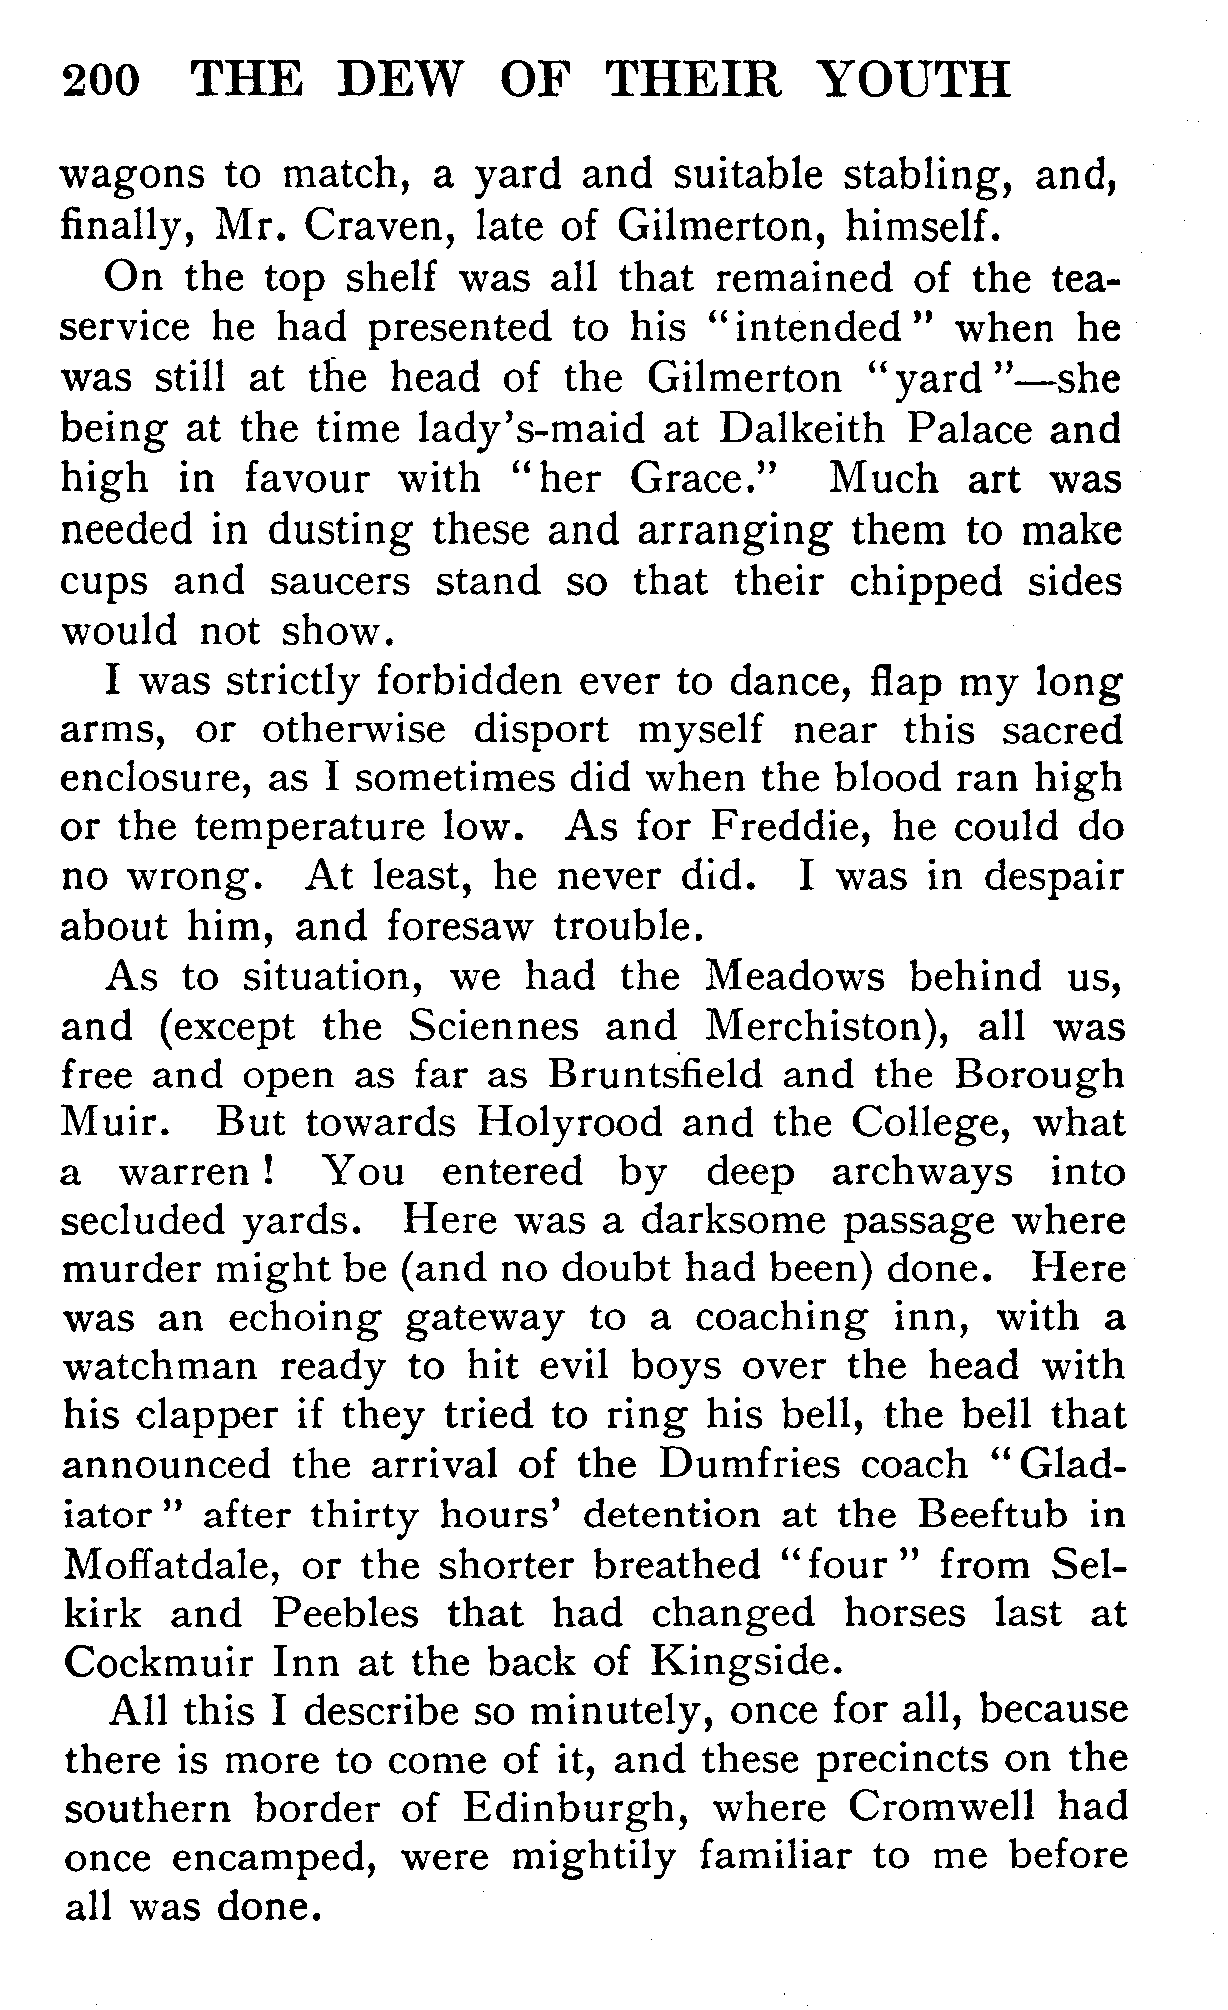 200 THE DEW OF THEIR YOUTH
wagons to match, a yard and suitable stabling, and,
finally, Mr. Craven, late of Gilmerton, himself.
On the top shelf was all that remained of the tea-
service he had presented to his “intended” when he
was still at the head of the Gilmerton “yard”—she
being at the time lady’s-maid at Dalkeith Palace and
high in favour with “her Grace.” Much art was
needed in dusting these and arranging them to make
cups and saucers stand so that their chipped sides
would not show.
I was strictly forbidden ever to dance, flap my long
arms, or otherwise disport myself near this sacred
enclosure, as I sometimes did when the blood ran high
or the temperature low. As for Freddie, he could do
no wrong. At least, he never did. I was in despair
about him, and foresaw trouble.
As to situation, we had the Meadows behind us,
and (except the Sciennes and Merchiston), all was
free and open as far as Bruntsfield and the Borough
Muir. But towards Holyrood and the College, what
a warren! You entered by deep archways into
secluded yards. Here was a darksome passage where
murder might be (and no doubt had been) done. Here
was an echoing gateway to a coaching inn, with a
watchman ready to hit evil boys over the head with
his clapper if they tried to ring his bell, the bell that
announced the arrival of the Dumfries coach “Glad-
iator” after thirty hours’ detention at the Beeftub in
Moffatdale, or the shorter breathed “four” from Sel-
kirk and Peebles that had changed horses last at
Cockmuir Inn at the back of Kingside.
All this I describe so minutely, once for all, because
there is more to come of it, and these precincts on the
southern border of Edinburgh, where Cromwell had
once encamped, were mightily familiar to me before
all was done.